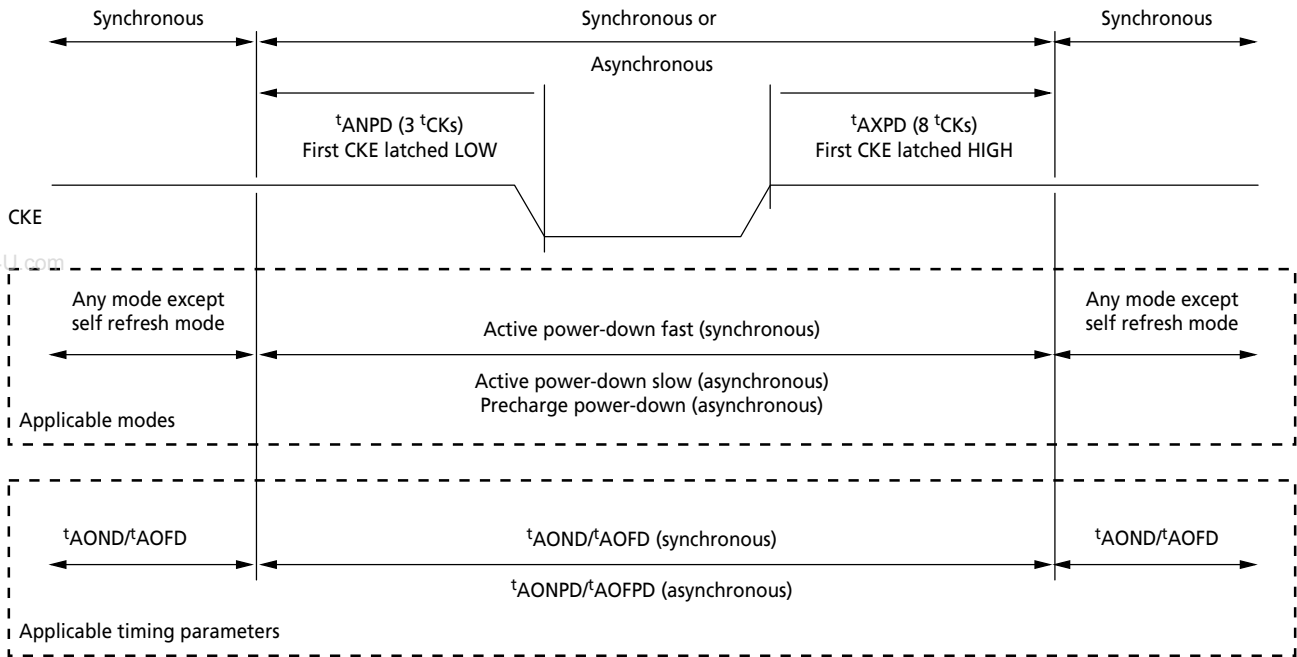 Synchronous
Synchronous or
Synchronous
Asynchronous
tANPD (3 tCKs)
First CKE latched LOW
tAXPD (8 tCKs)
First CKE latched HIGH
CKE
U.com
Any mode except
self refresh mode
Active power-down fast (synchronous)
Any mode except
self refresh mode
Active power-down slow (asynchronous)
Precharge power-down (asynchronous)
Applicable modes
tAOND/tAOFD
tAOND/tAOFD (synchronous)
tAOND/tAOFD
tAONPD/tAOFPD (asynchronous)
Applicable timing parameters